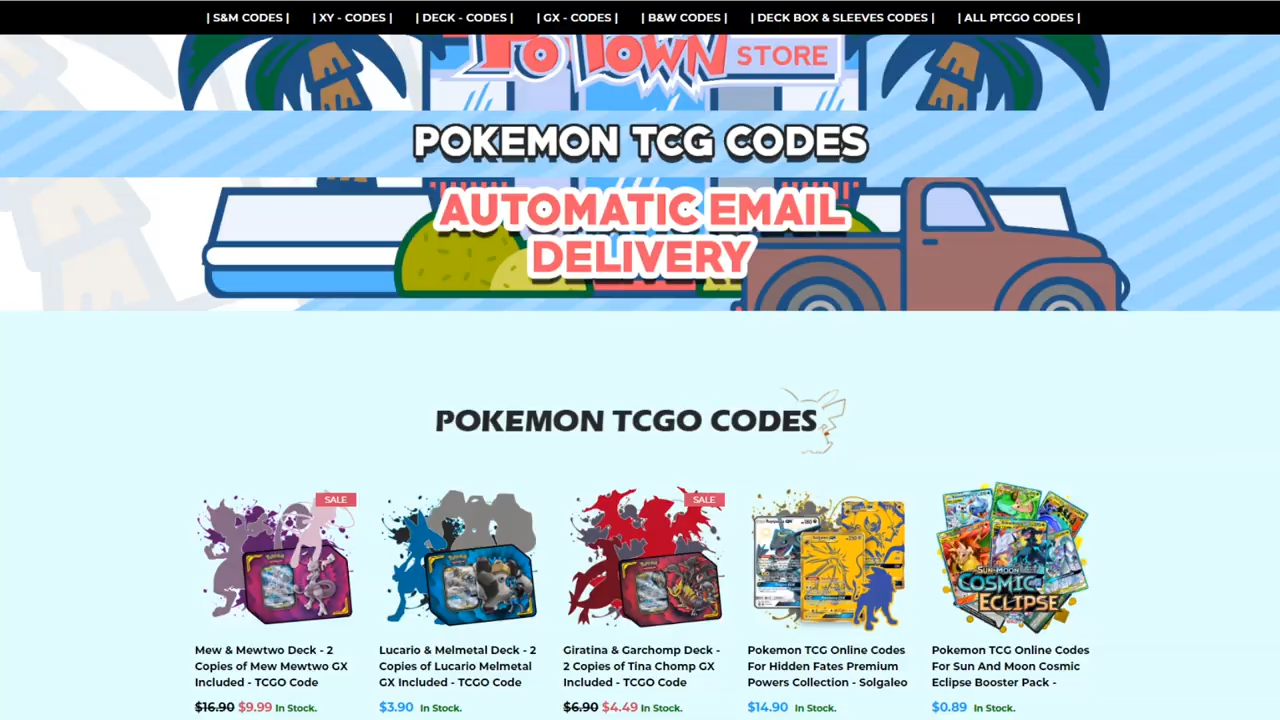 | S&M CODES | | XY - CODES | | DECK - CODES | | GX - CODES | | B&W CODES | | DECK BOX & SLEEVES CODES | | ALL PTCGO CODES |
PoTown STORE
POKEMON TCG CODES
AUTOMATIC EMAIL
DELIVERY
POKEMON TCGO CODES
SALE
SALE
SUN & MOON
COSMIC
ECLIPSE
Mew & Mewtwo Deck - 2
Copies of Mew Mewtwo GX
Included - TCGO Code
$16.90 $9.99 In Stock.
Lucario & Melmetal Deck - 2
Copies of Lucario Melmetal
GX Included - TCGO Code
$3.90 In Stock.
Giratina & Garchomp Deck -
2 Copies of Tina Chomp GX
Included - TCGO Code
$6.90 $4.49 In Stock.
Pokemon TCG Online Codes
For Hidden Fates Premium
Powers Collection - Solgaleo
$14.90 In Stock.
Pokemon TCG Online Codes
For Sun And Moon Cosmic
Eclipse Booster Pack -
$0.89 In Stock.